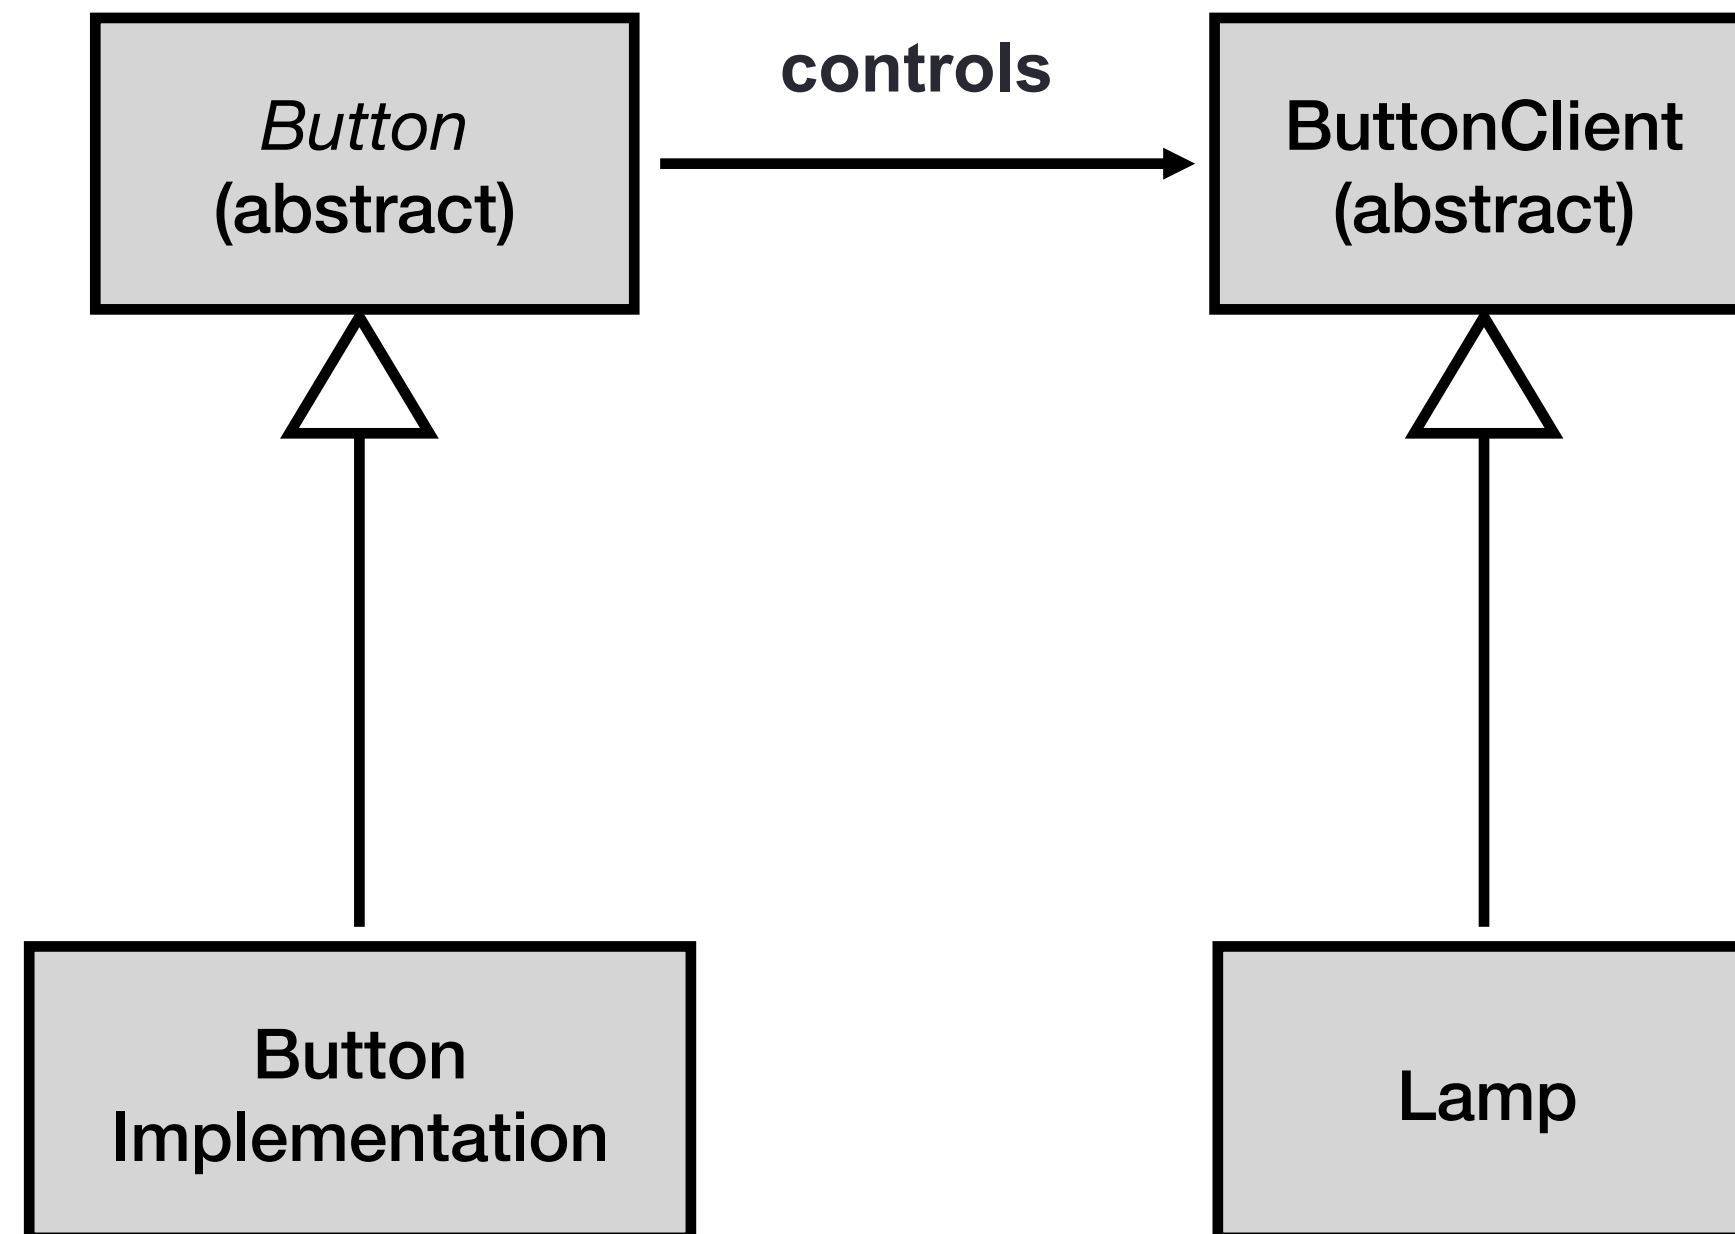 Button
(abstract)
controls
ButtonClient
(abstract)
Button
Implementation
Lamp